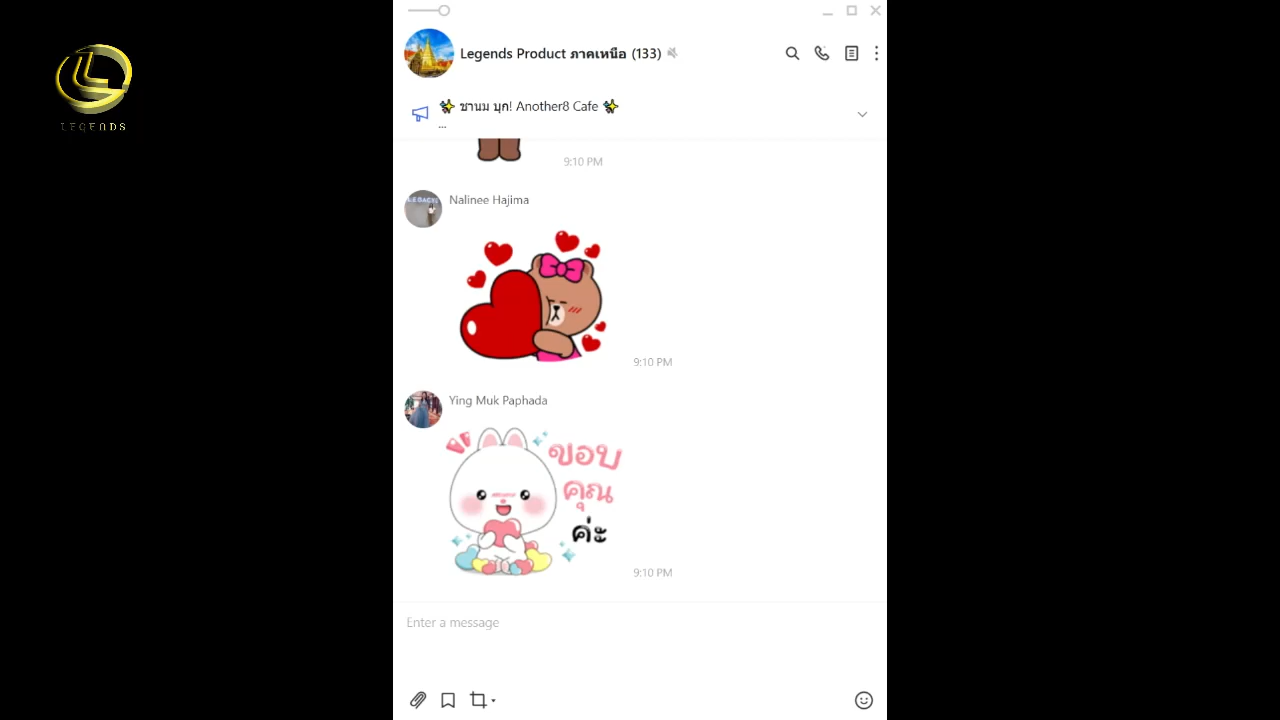 LEGENDS
Legends Product ภาคเหนือ (133)
✨ ชานม บุก! Another8 Cafe ✨
...
9:10 PM
Nalinee Hajima
9:10 PM
Ying Muk Paphada
ขอบ
คุณ
ค่ะ
9:10 PM
Enter a message